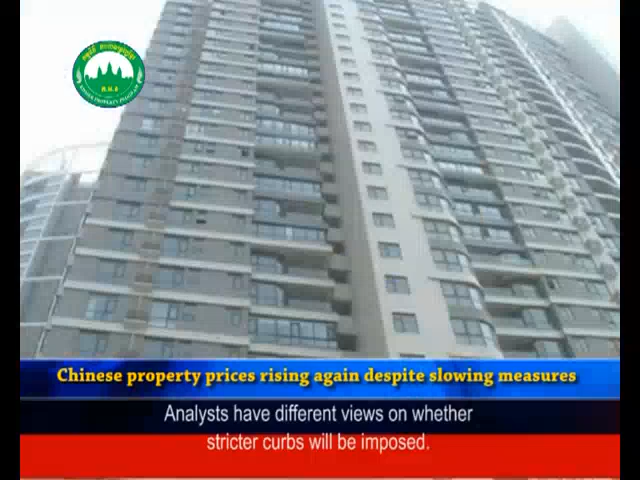 Chinese property prices rising again despite slowing measures
Analysts have different views on whether
stricter curbs will be imposed.